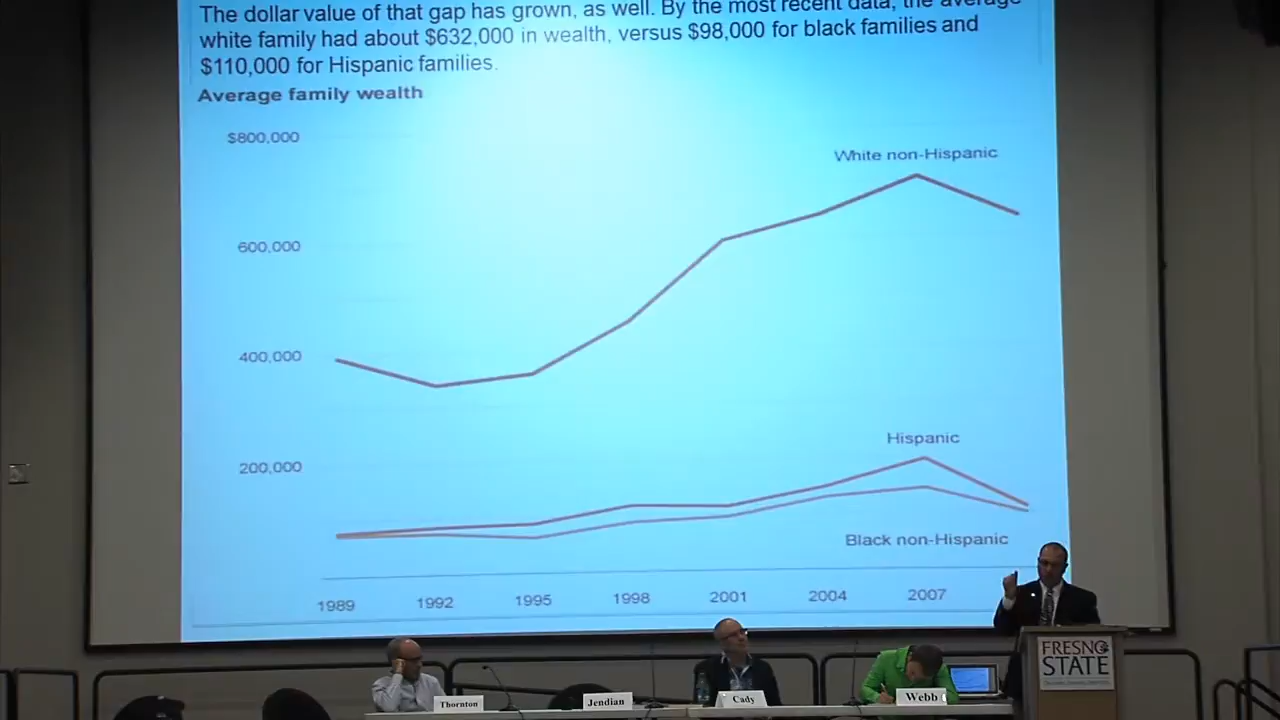 The dollar value of that gap has grown, as well. By the most recent data, the average
white family had about $632,000 in wealth, versus $98,000 for black families and
$110,000 for Hispanic families.
Average family wealth
$800,000
White non-Hispanic
600,000
400,000
Hispanic
200,000
Black non-Hispanic
1989 1992 1995 1998 2001 2004 2007
FRESNO
STATE
Thornton
Jendian
Cady
Webb